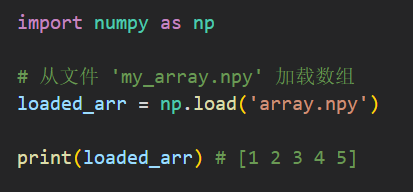 import numpy as np
# 从文件 'my_array.npy' 加载数组
loaded_arr = np.load('array.npy')
print(loaded_arr) # [1 2 3 4 5]